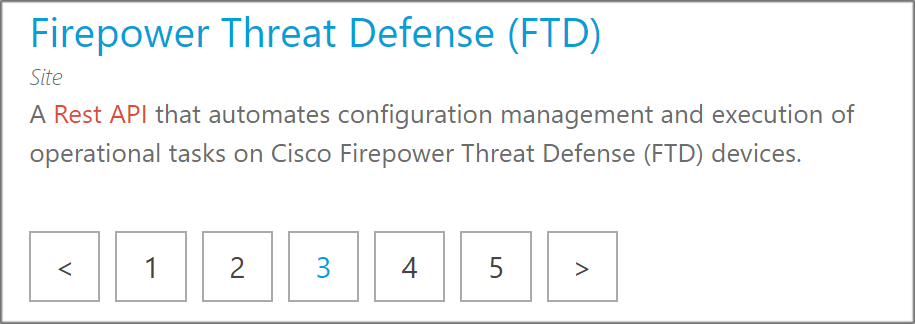 Firepower Threat Defense (FTD)
Site
A Rest API that automates configuration management and execution of
operational tasks on Cisco Firepower Threat Defense (FTD) devices.
< 1 2 3 4 5 >